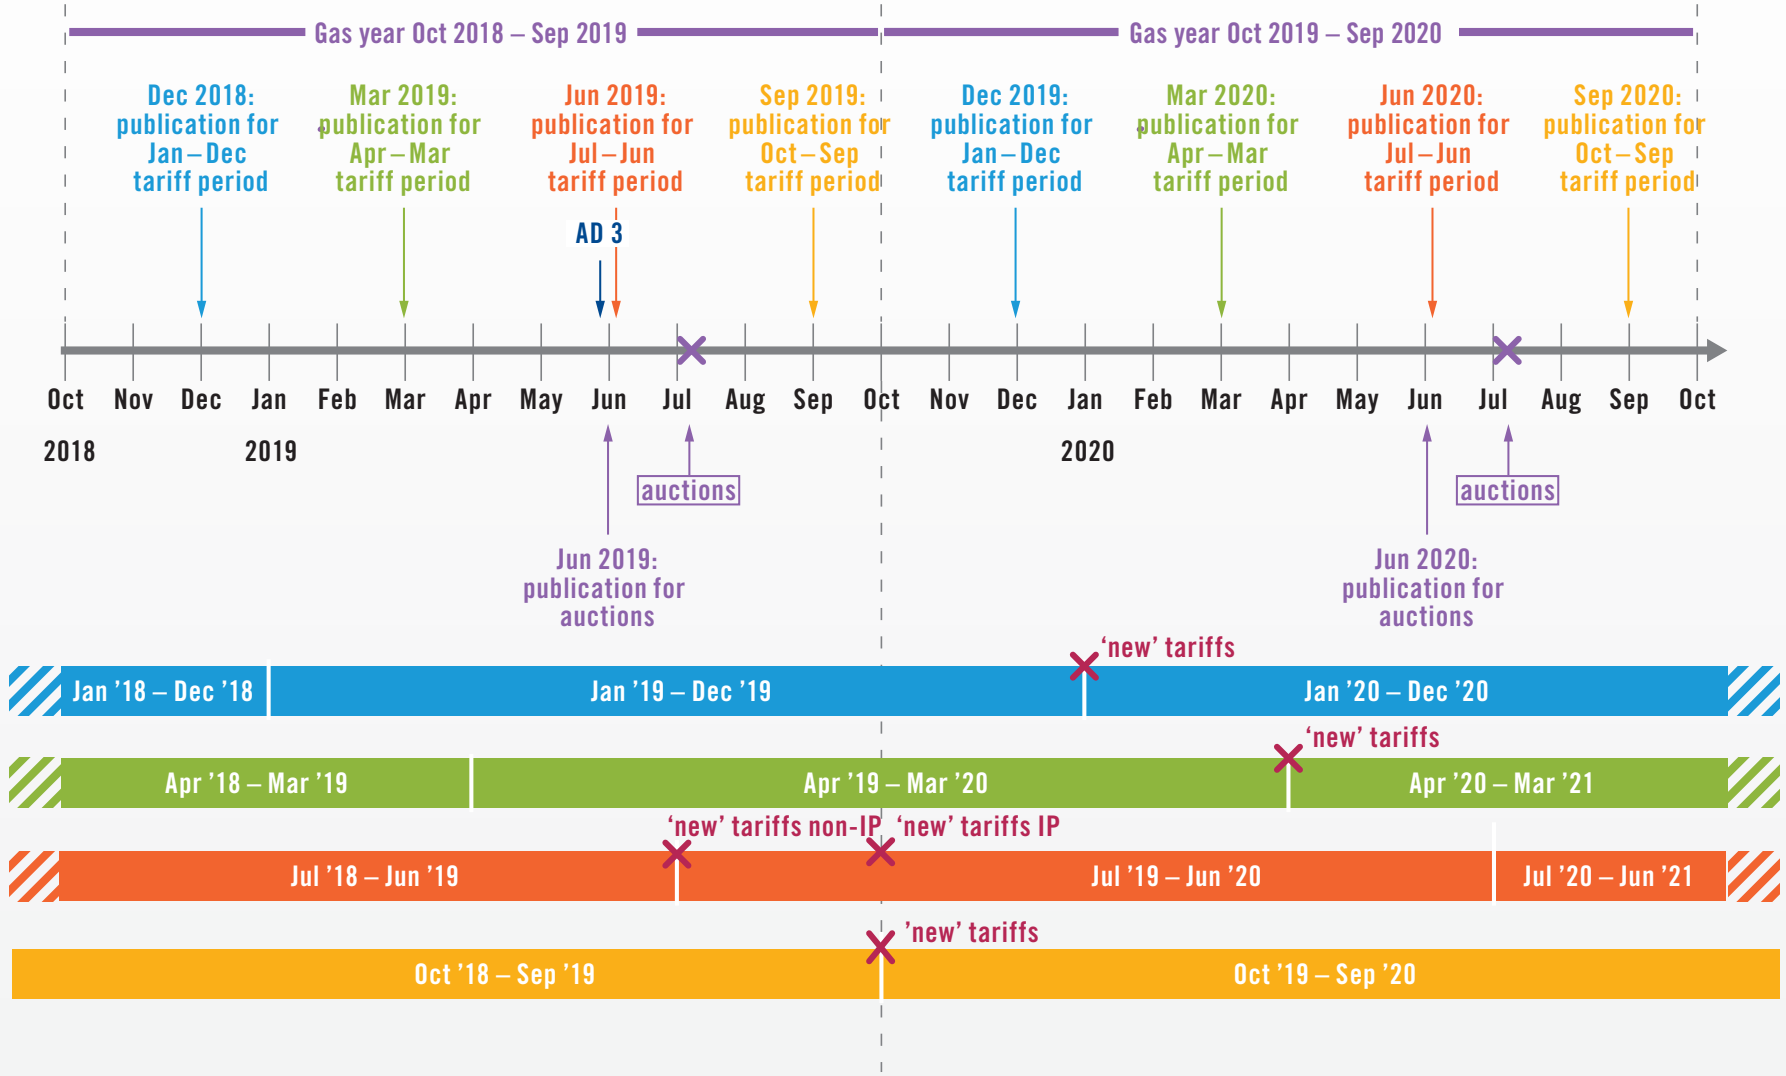 Gas year Oct 2018 – Sep 2019
Gas year Oct 2019 – Sep 2020
Dec 2018:
publication for
Jan – Dec
tariff period
Mar 2019:
publication for
Apr – Mar
tariff period
Jun 2019:
publication for
Jul – Jun
tariff period
Sep 2019:
publication for
Oct – Sep
tariff period
Dec 2019:
publication for
Jan – Dec
tariff period
Mar 2020:
publication for
Apr – Mar
tariff period
Jun 2020:
publication for
Jul – Jun
tariff period
Sep 2020:
publication for
Oct – Sep
tariff period
AD 3
Oct Nov Dec Jan Feb Mar Apr May Jun Jul Aug Sep Oct Nov Dec Jan Feb Mar Apr May Jun Jul Aug Sep Oct
2018 2019 2020
auctions
auctions
Jun 2019:
publication for
auctions
Jun 2020:
publication for
auctions
‘new’ tariffs
Jan ’18 – Dec ’18
Jan ’19 – Dec ’19
Jan ’20 – Dec ’20
‘new’ tariffs
Apr ’18 – Mar ’19
Apr ’19 – Mar ’20
Apr ’20 – Mar ’21
‘new’ tariffs non-IP
‘new’ tariffs IP
Jul ’18 – Jun ’19
Jul ’19 – Jun ’20
Jul ’20 – Jun ’21
’new’ tariffs
Oct ’18 – Sep ’19
Oct ’19 – Sep ’20